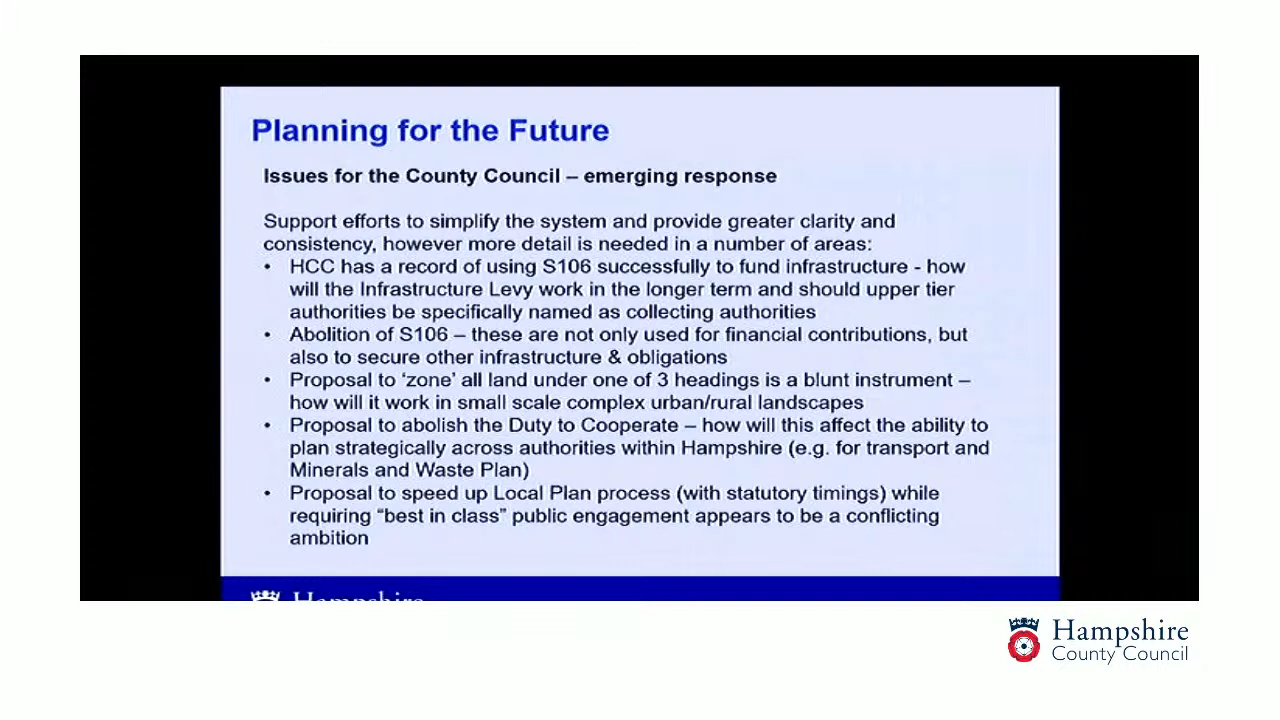 Planning for the Future
Issues for the County Council – emerging response
Support efforts to simplify the system and provide greater clarity and
consistency, however more detail is needed in a number of areas:
• HCC has a record of using S106 successfully to fund infrastructure - how
will the Infrastructure Levy work in the longer term and should upper tier
authorities be specifically named as collecting authorities
• Abolition of S106 – these are not only used for financial contributions, but
also to secure other infrastructure & obligations
• Proposal to ‘zone’ all land under one of 3 headings is a blunt instrument –
how will it work in small scale complex urban/rural landscapes
• Proposal to abolish the Duty to Cooperate – how will this affect the ability to
plan strategically across authorities within Hampshire (e.g. for transport and
Minerals and Waste Plan)
• Proposal to speed up Local Plan process (with statutory timings) while
requiring “best in class” public engagement appears to be a conflicting
ambition
Hampshire
Hampshire
County Council